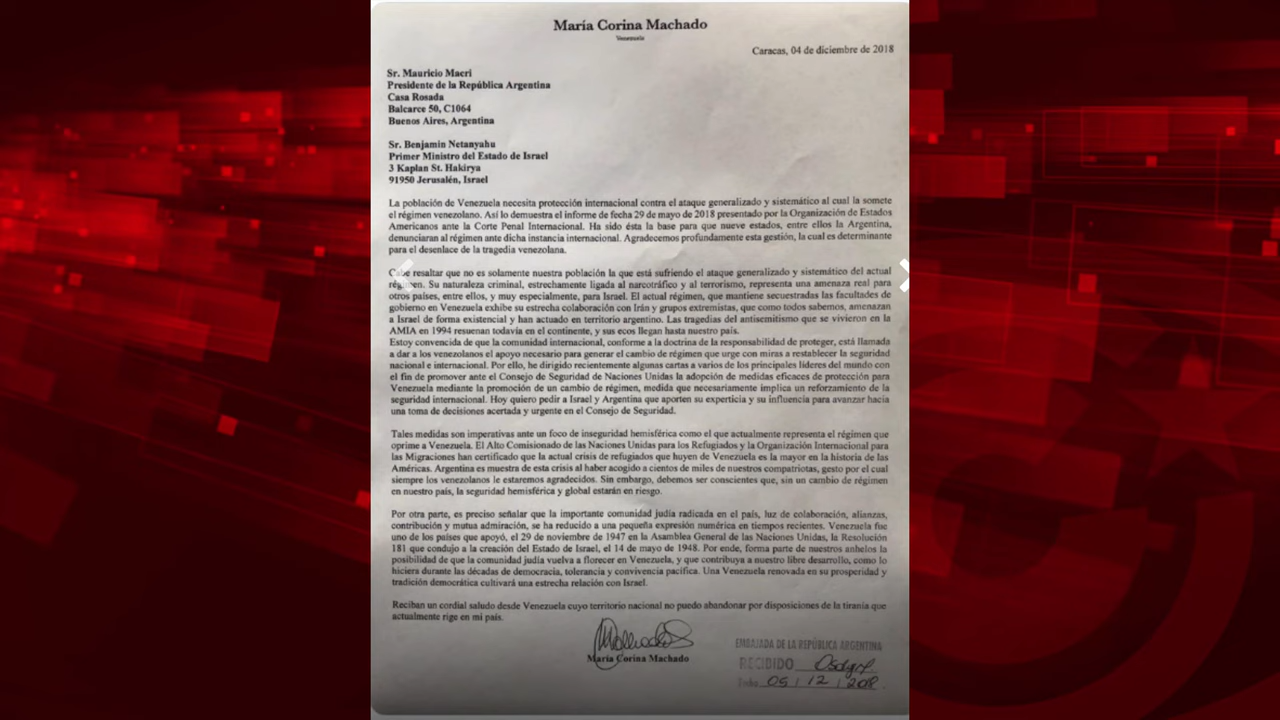 María Corina Machado
Venezuela
Caracas, 04 de diciembre de 2018
Sr. Mauricio Macri
Presidente de la República Argentina
Casa Rosada
Balcarce 50, C1064
Buenos Aires, Argentina
Sr. Benjamin Netanyahu
Primer Ministro del Estado de Israel
3 Kaplan St. Hakirya
91950 Jerusalén, Israel
La población de Venezuela necesita protección internacional contra el ataque generalizado y sistemático al cual la somete
el régimen venezolano. Así lo demuestra el informe de fecha 29 de mayo de 2018 presentado por la Organización de Estados
Americanos ante la Corte Penal Internacional. Ha sido ésta la base para que nueve estados, entre ellos la Argentina,
denunciaran al régimen ante dicha instancia internacional. Agradecemos profundamente esta gestión, la cual es determinante
para el desenlace de la tragedia venezolana.
Cabe resaltar que no es solamente nuestra población la que está sufriendo el ataque generalizado y sistemático del actual
régimen. Su naturaleza criminal, estrechamente ligada al narcotráfico y al terrorismo, representa una amenaza real para
otros países, entre ellos, y muy especialmente, para Israel. El actual régimen, que mantiene secuestradas las facultades de
gobierno en Venezuela exhibe su estrecha colaboración con Irán y grupos extremistas, que como todos sabemos, amenazan
a Israel de forma existencial y han actuado en territorio argentino. Las tragedias del antisemitismo que se vivieron en la
AMIA en 1994 resuenan todavía en el continente, y sus ecos llegan hasta nuestro país.
Estoy convencida de que la comunidad internacional, conforme a la doctrina de la responsabilidad de proteger, está llamada
a dar a los venezolanos el apoyo necesario para generar el cambio de régimen que urge con miras a restablecer la seguridad
nacional e internacional. Por ello, he dirigido recientemente algunas cartas a varios de los principales líderes del mundo con
el fin de promover ante el Consejo de Seguridad de Naciones Unidas la adopción de medidas eficaces de protección para
Venezuela mediante la promoción de un cambio de régimen, medida que necesariamente implica un reforzamiento de la
seguridad internacional. Hoy quiero pedir a Israel y Argentina que aporten su experticia y su influencia para avanzar hacia
una toma de decisiones acertada y urgente en el Consejo de Seguridad.
Tales medidas son imperativas ante un foco de inseguridad hemisférica como el que actualmente representa el régimen que
oprime a Venezuela. El Alto Comisionado de las Naciones Unidas para los Refugiados y la Organización Internacional para
las Migraciones han certificado que la actual crisis de refugiados que huyen de Venezuela es la mayor en la historia de las
Américas. Argentina es muestra de esta crisis al haber acogido a cientos de miles de nuestros compatriotas, gesto por el cual
siempre los venezolanos le estaremos agradecidos. Sin embargo, debemos ser conscientes que, sin un cambio de régimen
en nuestro país, la seguridad hemisférica y global estarán en riesgo.
Por otra parte, es preciso señalar que la importante comunidad judía radicada en el país, luz de colaboración, alianzas,
contribución y mutua admiración, se ha reducido a una pequeña expresión numérica en tiempos recientes. Venezuela fue
uno de los países que apoyó, el 29 de noviembre de 1947 en la Asamblea General de las Naciones Unidas, la Resolución
181 que condujo a la creación del Estado de Israel, el 14 de mayo de 1948. Por ende, forma parte de nuestros anhelos la
posibilidad de que la comunidad judía vuelva a florecer en Venezuela, y que contribuya a nuestro libre desarrollo, como lo
hiciera durante las décadas de democracia, tolerancia y convivencia pacífica. Una Venezuela renovada en su prosperidad y
tradición democrática cultivará una estrecha relación con Israel.
Reciban un cordial saludo desde Venezuela cuyo territorio nacional no puedo abandonar por disposiciones de la tiranía que
actualmente rige en mi país.
María Corina Machado
EMBAJADA DE LA REPÚBLICA ARGENTINA
RECIBIDO
Fecha 05 / 12 / 2018